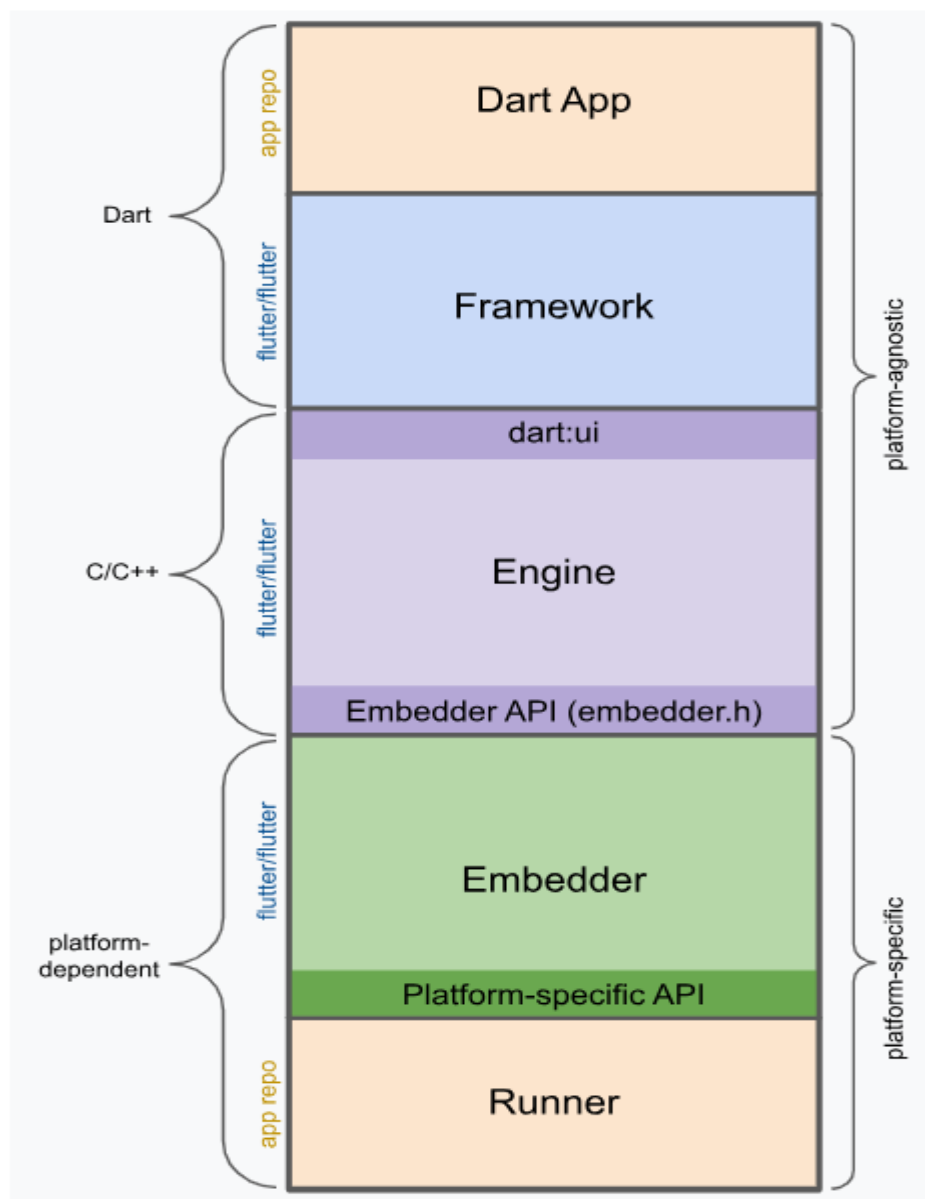 Dart App
app repo
Dart
Framework
flutter/flutter
platform-agnostic
dart:ui
Engine
C/C++
flutter/flutter
Embedder API (embedder.h)
Embedder
flutter/flutter
platform-
dependent
platform-specific
Platform-specific API
Runner
app repo